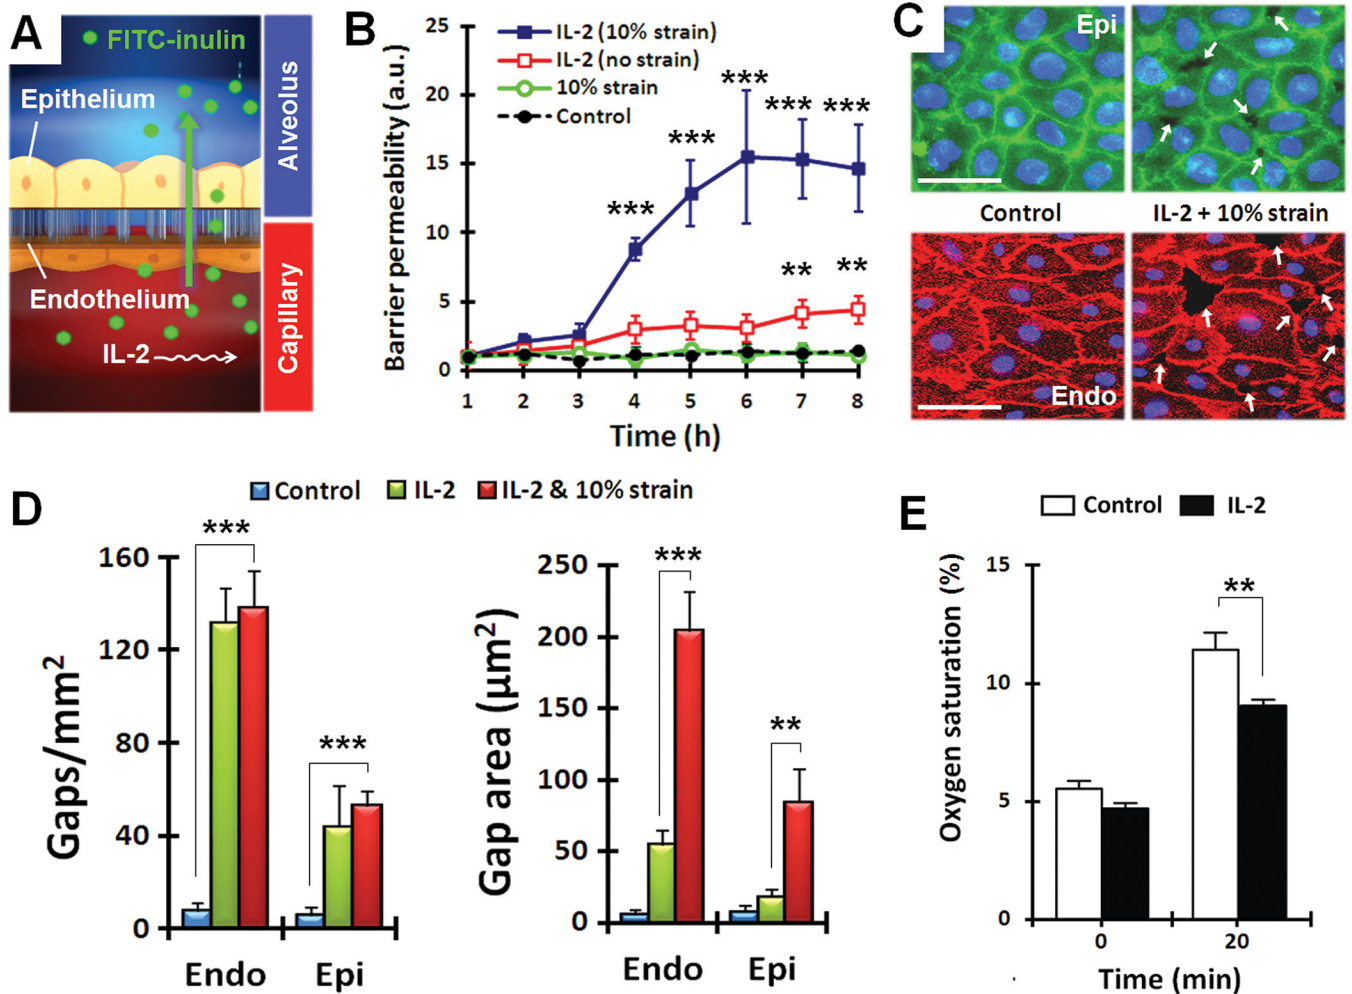 A
FITC-inulin
Epithelium
Endothelium
IL-2
Alveolus
Capillary
B
Barrier permeability (a.u.)
25
20
15
10
5
0
IL-2 (10% strain)
IL-2 (no strain)
10% strain
Control
***
***
***
***
***
**
**
1 2 3 4 5 6 7 8
Time (h)
C
Epi
Control
IL-2 + 10% strain
Endo
D
Control IL-2 IL-2 & 10% strain
Gaps/mm²
160
120
80
40
0
***
***
Endo Epi
Gap area (µm²)
250
200
150
100
50
0
***
**
Endo Epi
E
Control IL-2
Oxygen saturation (%)
15
10
5
0
**
0 20
Time (min)